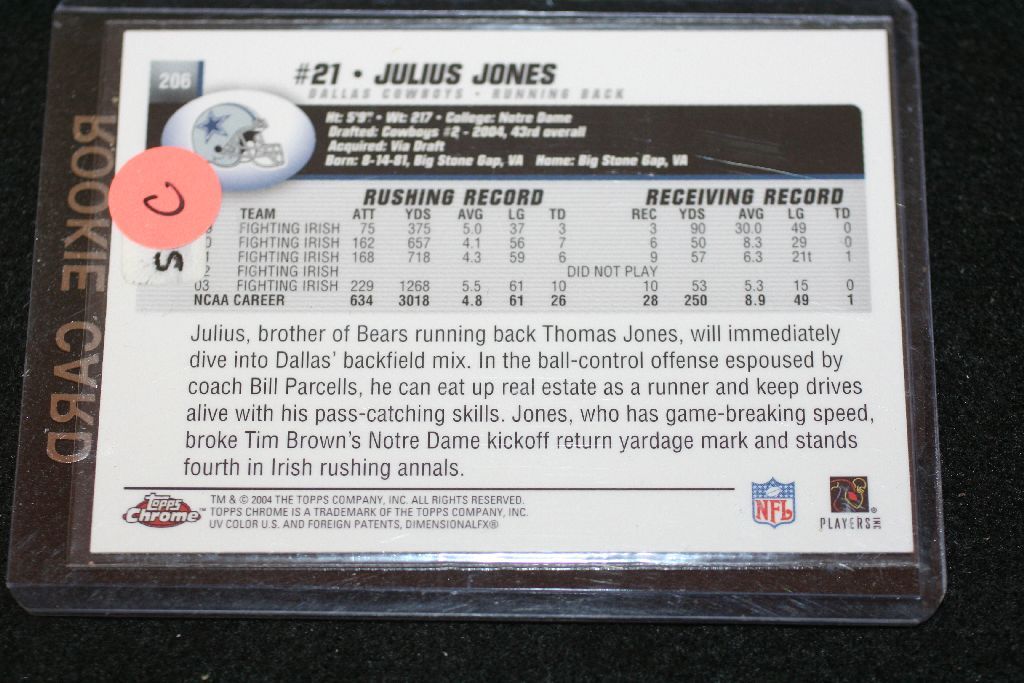 206
#21 • JULIUS JONES
DALLAS COWBOYS • RUNNING BACK
Ht: 5'9" • Wt: 217 • College: Notre Dame
Drafted: Cowboys #2 - 2004, 43rd overall
Acquired: Via Draft
Born: 8-14-81, Big Stone Gap, VA Home: Big Stone Gap, VA
RUSHING RECORD RECEIVING RECORD
TEAM ATT YDS AVG LG TD REC YDS AVG LG TD
FIGHTING IRISH 75 375 5.0 37 3 3 90 30.0 49 0
FIGHTING IRISH 162 657 4.1 56 7 6 50 8.3 29 0
FIGHTING IRISH 168 718 4.3 59 6 9 57 6.3 21t 1
FIGHTING IRISH DID NOT PLAY
03 FIGHTING IRISH 229 1268 5.5 61 10 10 53 5.3 15 0
NCAA CAREER 634 3018 4.8 61 26 28 250 8.9 49 1
Julius, brother of Bears running back Thomas Jones, will immediately
dive into Dallas' backfield mix. In the ball-control offense espoused by
coach Bill Parcells, he can eat up real estate as a runner and keep drives
alive with his pass-catching skills. Jones, who has game-breaking speed,
broke Tim Brown's Notre Dame kickoff return yardage mark and stands
fourth in Irish rushing annals.
Topps Chrome™
TM & © 2004 THE TOPPS COMPANY, INC. ALL RIGHTS RESERVED.
TOPPS CHROME IS A TRADEMARK OF THE TOPPS COMPANY, INC.
UV COLOR U.S. AND FOREIGN PATENTS, DIMENSIONALFX®
NFL
PLAYERS INC
ROOKIE CARD
C
S